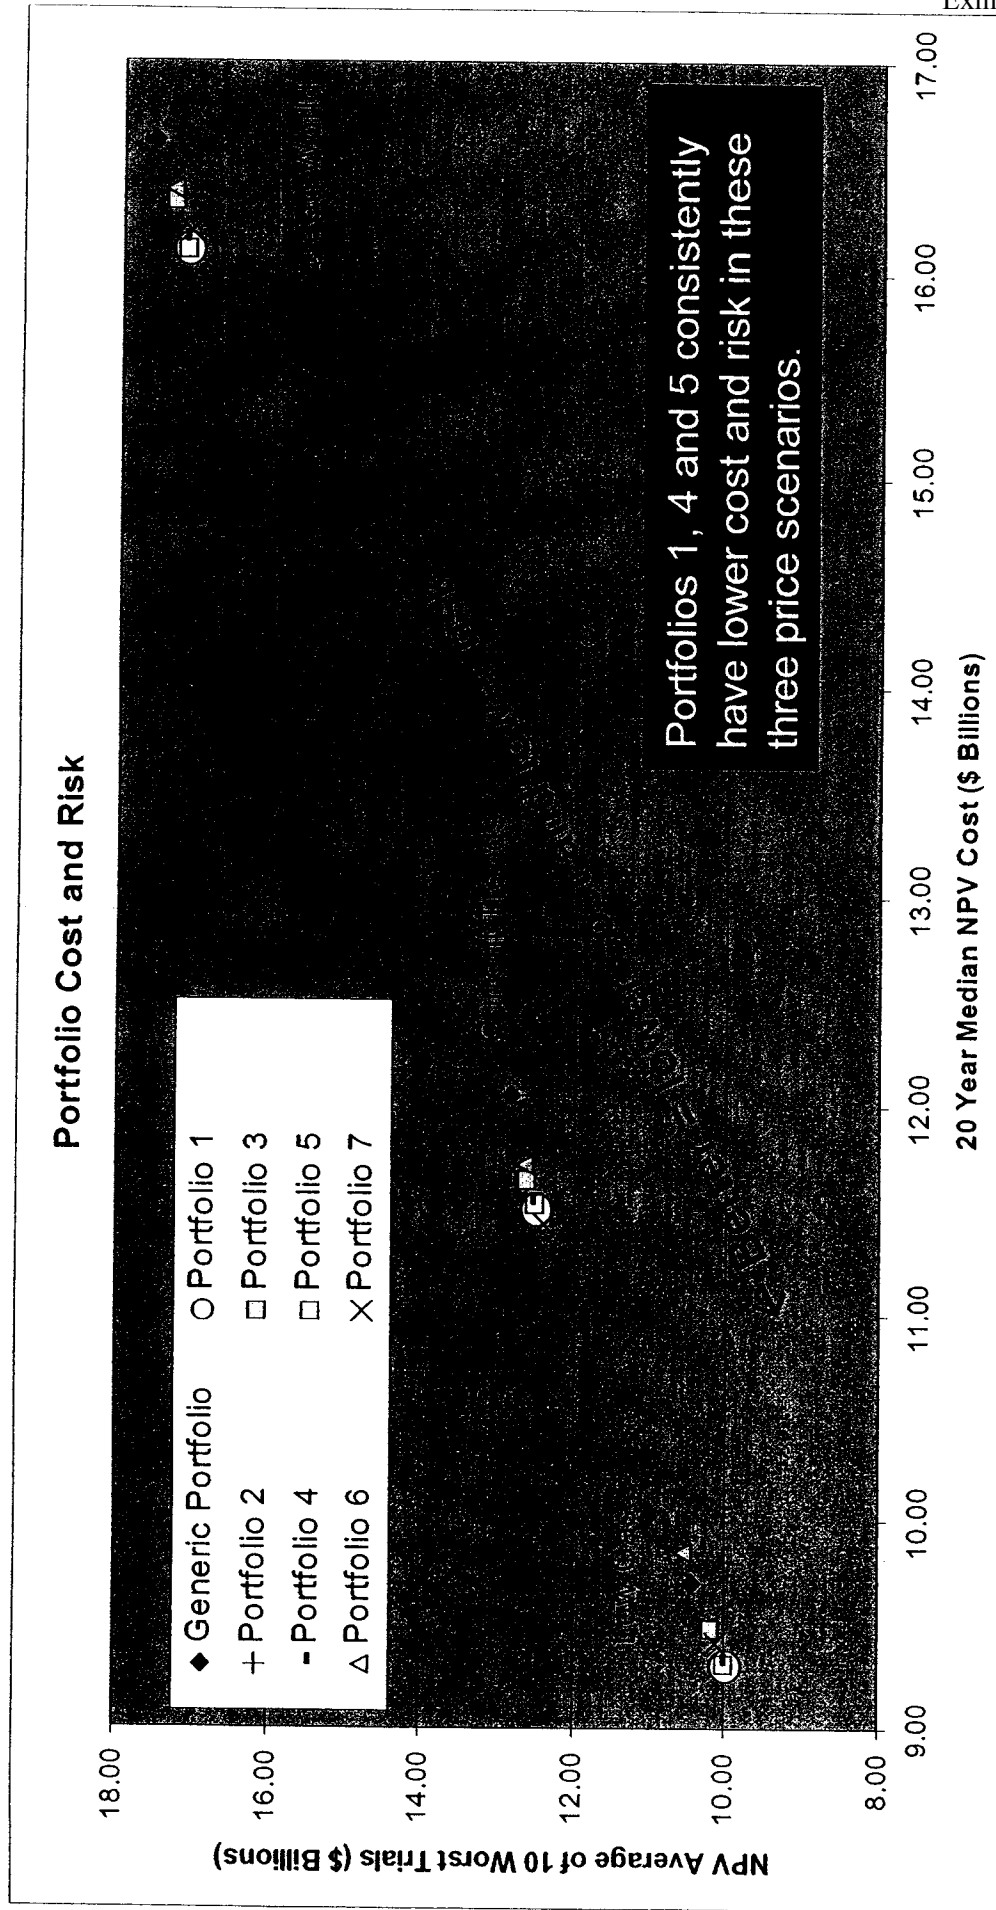 Exhi
Portfolio Cost and Risk
NPV Average of 10 Worst Trials ($ Billions)
18.00
16.00
14.00
12.00
10.00
8.00
◆ Generic Portfolio
○ Portfolio 1
+ Portfolio 2
□ Portfolio 3
- Portfolio 4
□ Portfolio 5
△ Portfolio 6
× Portfolio 7
Portfolios 1, 4 and 5 consistently
have lower cost and risk in these
three price scenarios.
9.00
10.00
11.00
12.00
13.00
14.00
15.00
16.00
17.00
20 Year Median NPV Cost ($ Billions)